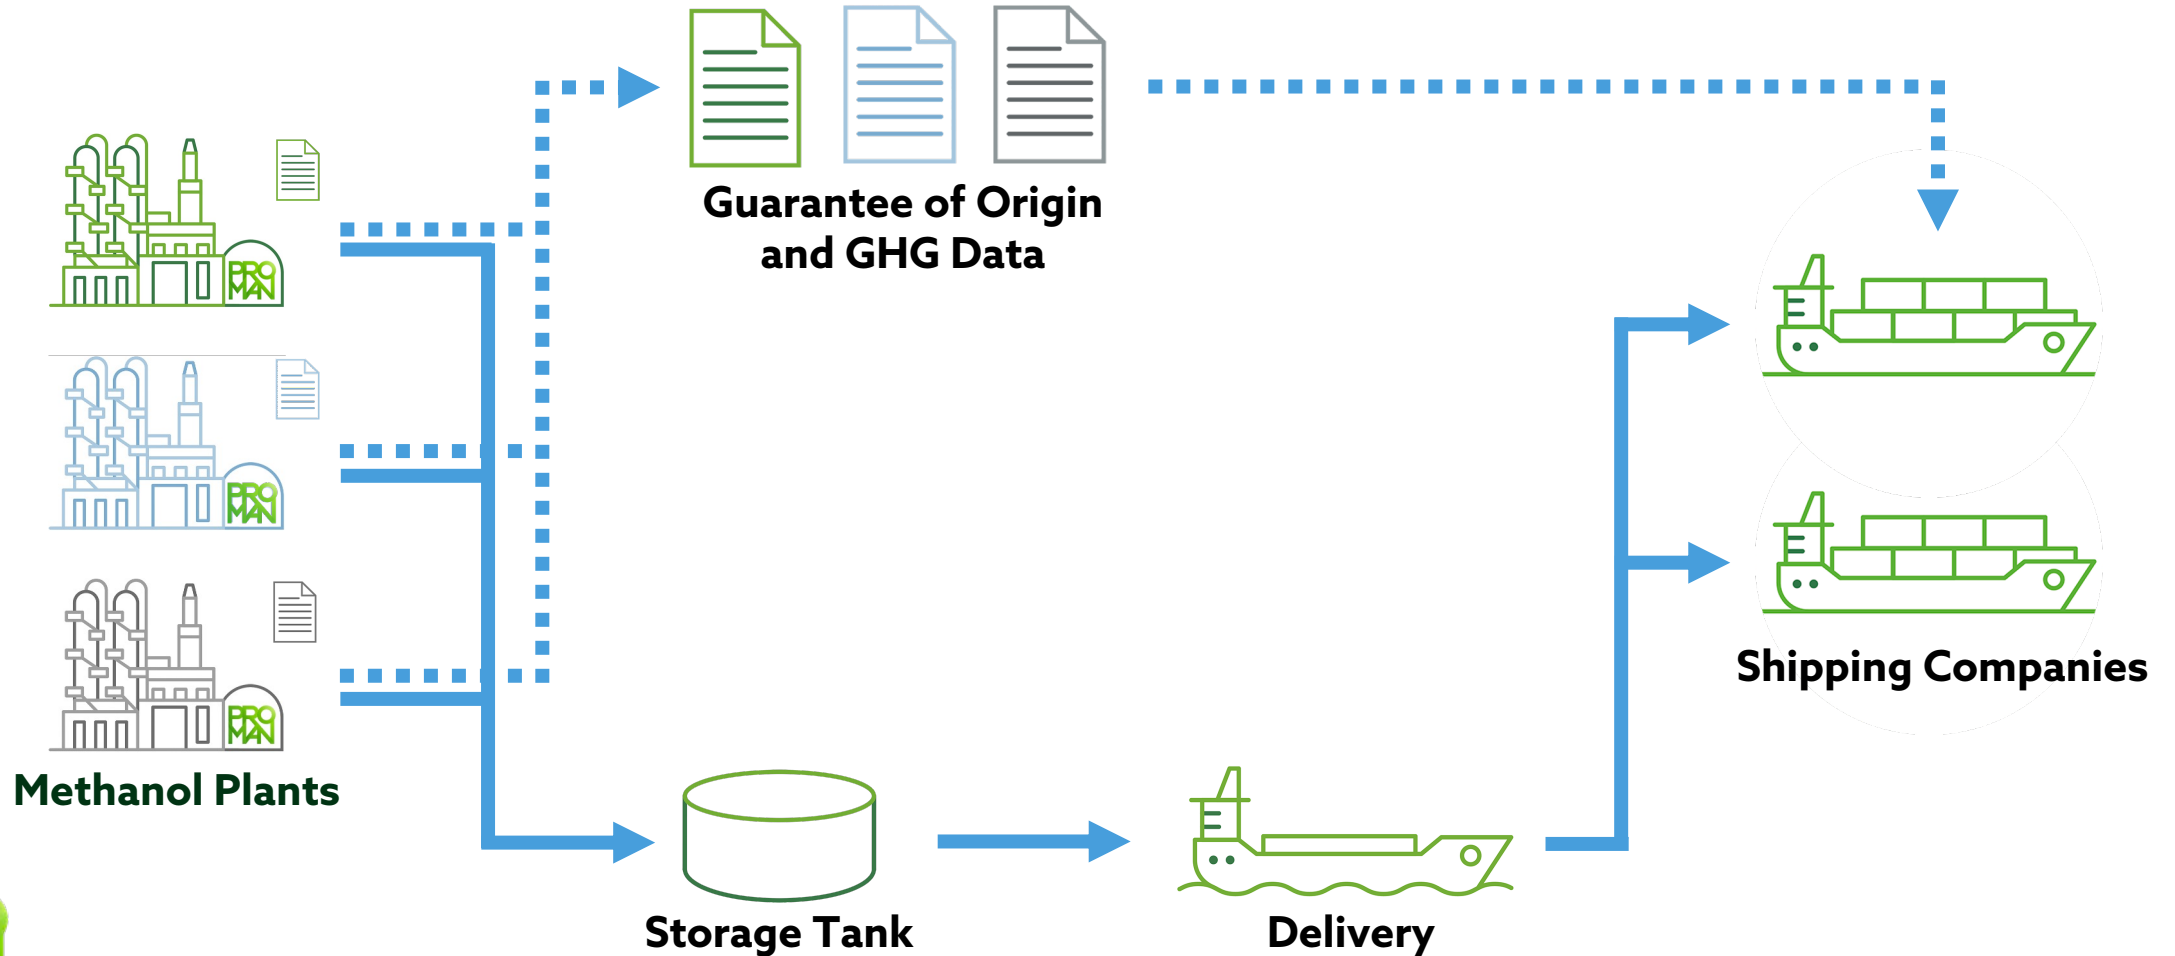 Guarantee of Origin
and GHG Data
PRO
MAN
PRO
MAN
PRO
MAN
Methanol Plants
Shipping Companies
Storage Tank
Delivery